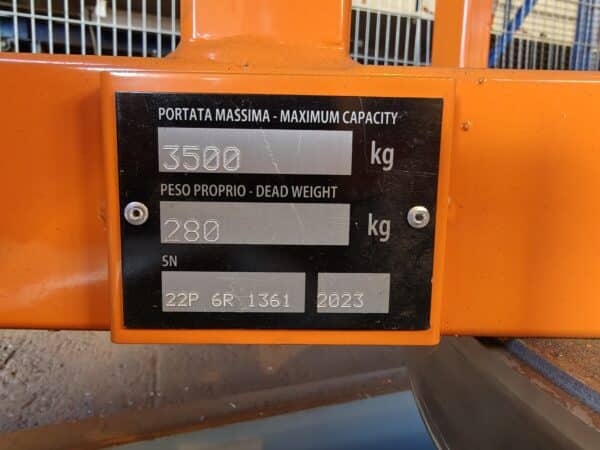 PORTATA MASSIMA - MAXIMUM CAPACITY
3500 kg
PESO PROPRIO - DEAD WEIGHT
280 kg
SN
22P 6R 1361 2023